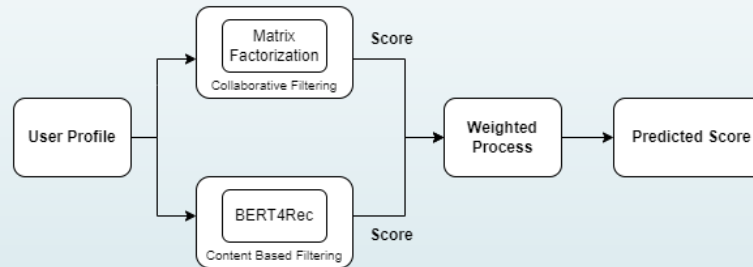 Matrix
Factorization
Collaborative Filtering
Score
User Profile
Weighted
Process
Predicted Score
BERT4Rec
Content Based Filtering
Score